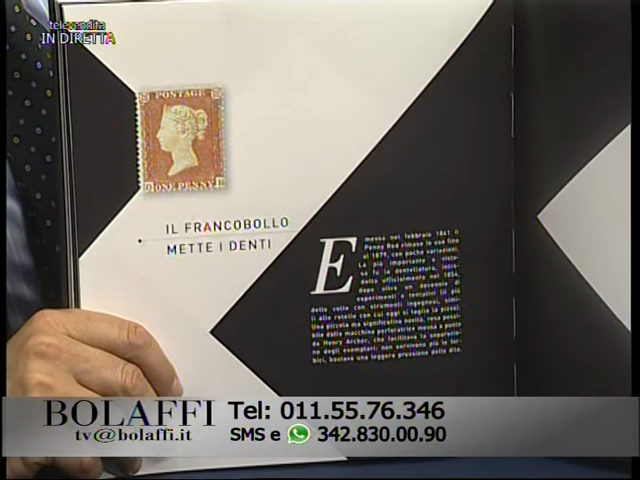 televendita
IN DIRETTA
POSTAGE
ONE PENNY
IL FRANCOBOLLO
METTE I DENTI
Emesso nel febbraio 1841 il
Penny Red rimase in uso fino
al 1879, con poche variazioni.
La più importante e
fu la dentellatura,
dotta ufficialmente nel 1854,
dopo oltre un decennio di
esperimenti e tentativi (il più
delle volte con strumenti ingegnosi, simi-
li alle rotelle con cui oggi si taglia la pizza).
Una piccola ma significativa novità, resa possi-
bile dalla macchina perforatrice messa a punto
da Henry Archer, che facilitava la separazio-
ne degli esemplari: non servivano più le for-
bici, bastava una leggera pressione delle dita.
BOLAFFI
tv@bolaffi.it
Tel: 011.55.76.346
SMS e 342.830.00.90